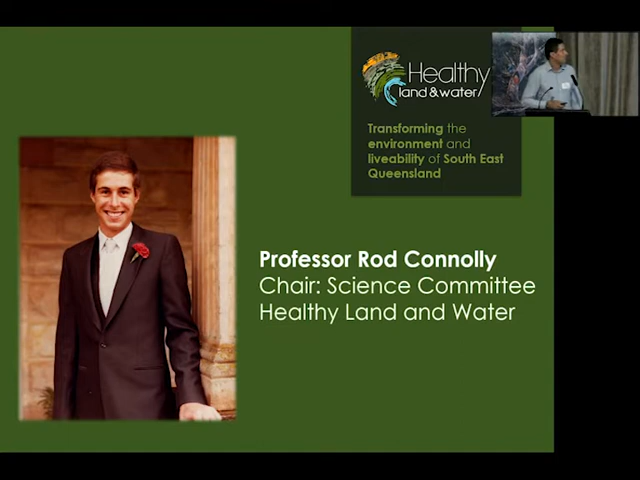 Healthy
land & water
Transforming the
environment and
liveability of South East
Queensland
Professor Rod Connolly
Chair: Science Committee
Healthy Land and Water